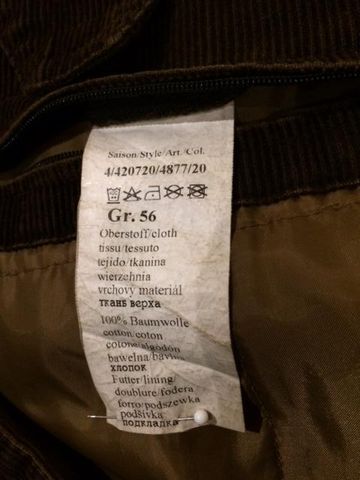 Saison/Style/Art./Col.
4/420720/4877/20
Gr. 56
Oberstoff/cloth
tissu/tessuto
tejido/tkanina
wierzchnia
vrchový materiál
ткань верха
100% Baumwolle
cotton/coton
cotone/algodón
bawełna/bavlna
хлопок
Futter/lining/
doublure/fodera
forro/podszewka
podšívka
подкладка